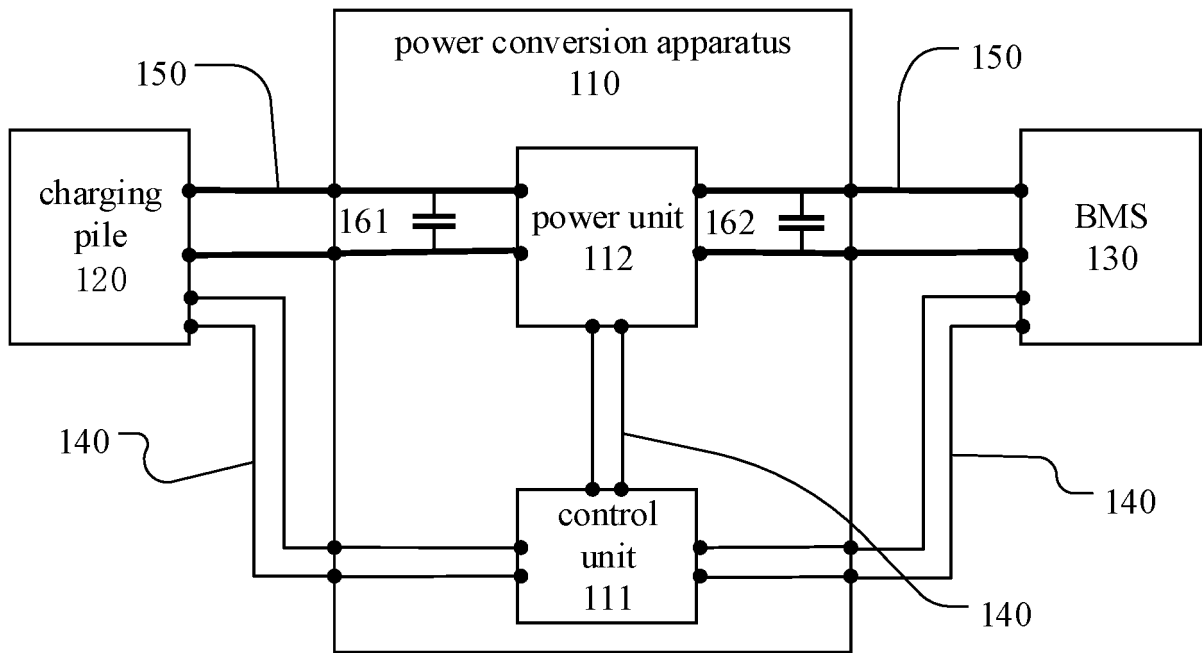 power conversion apparatus
110
150
150
charging
pile
120
161
power unit
112
162
BMS
130
140
control
unit
111
140
140